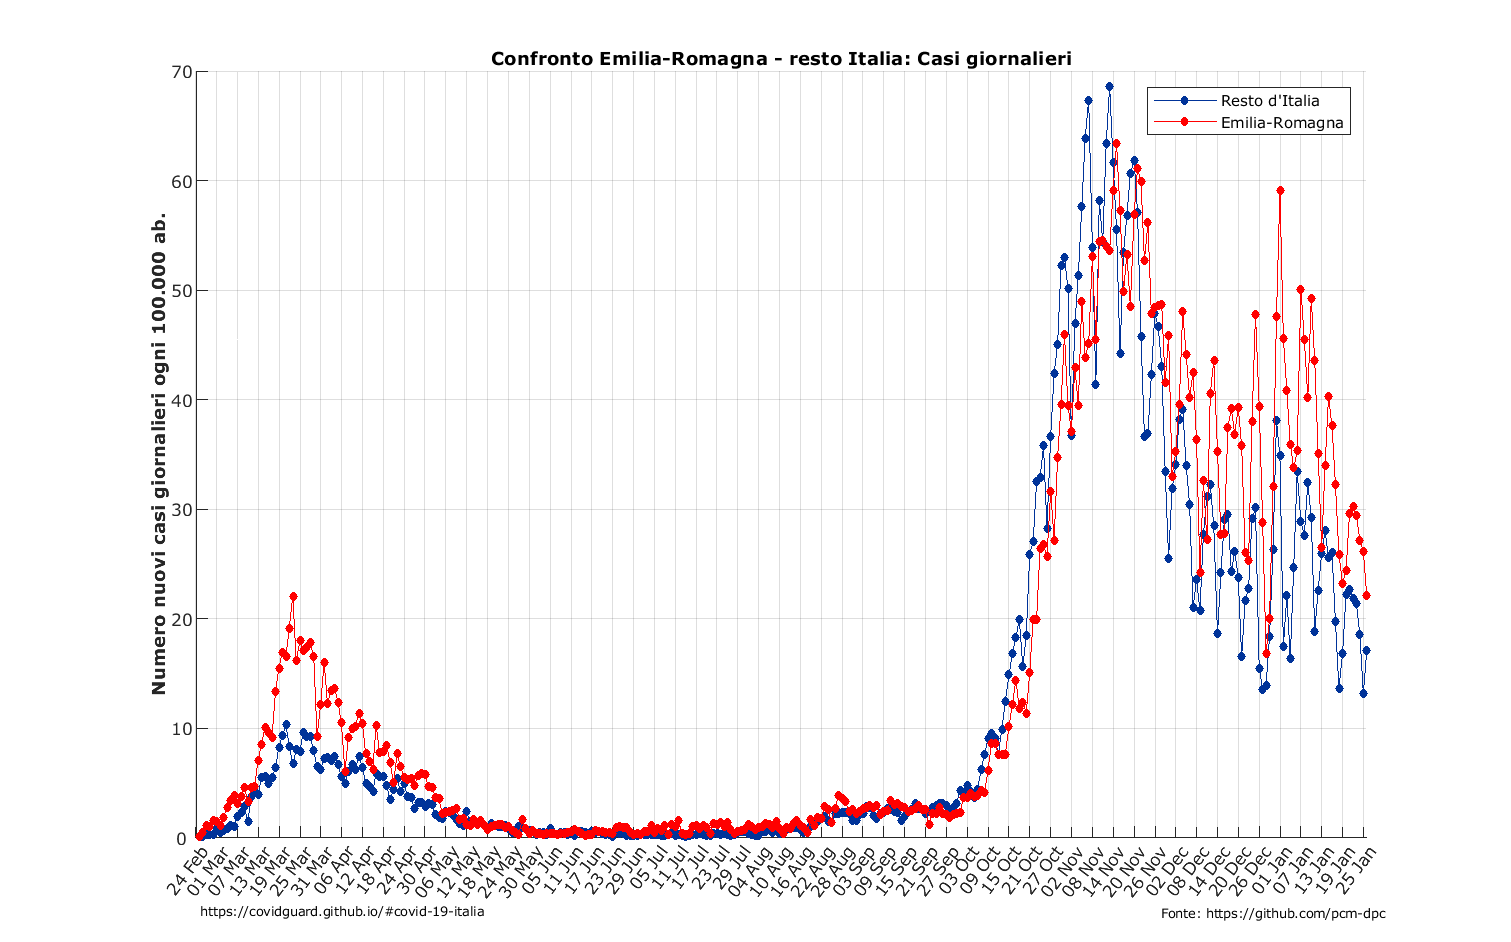 Confronto Emilia-Romagna - resto Italia: Casi giornalieri
Resto d'Italia
Emilia-Romagna
Numero nuovi casi giornalieri ogni 100.000 ab.
70
60
50
40
30
20
10
0
24 Feb
01 Mar
07 Mar
13 Mar
19 Mar
25 Mar
31 Mar
06 Apr
12 Apr
18 Apr
24 Apr
30 Apr
06 May
12 May
18 May
24 May
30 May
05 Jun
11 Jun
17 Jun
23 Jun
29 Jun
05 Jul
11 Jul
17 Jul
23 Jul
29 Jul
04 Aug
10 Aug
16 Aug
22 Aug
28 Aug
03 Sep
09 Sep
15 Sep
21 Sep
27 Sep
03 Oct
09 Oct
15 Oct
21 Oct
27 Oct
02 Nov
08 Nov
14 Nov
20 Nov
26 Nov
02 Dec
08 Dec
14 Dec
20 Dec
26 Dec
01 Jan
07 Jan
13 Jan
19 Jan
25 Jan
https://covidguard.github.io/#covid-19-italia
Fonte: https://github.com/pcm-dpc